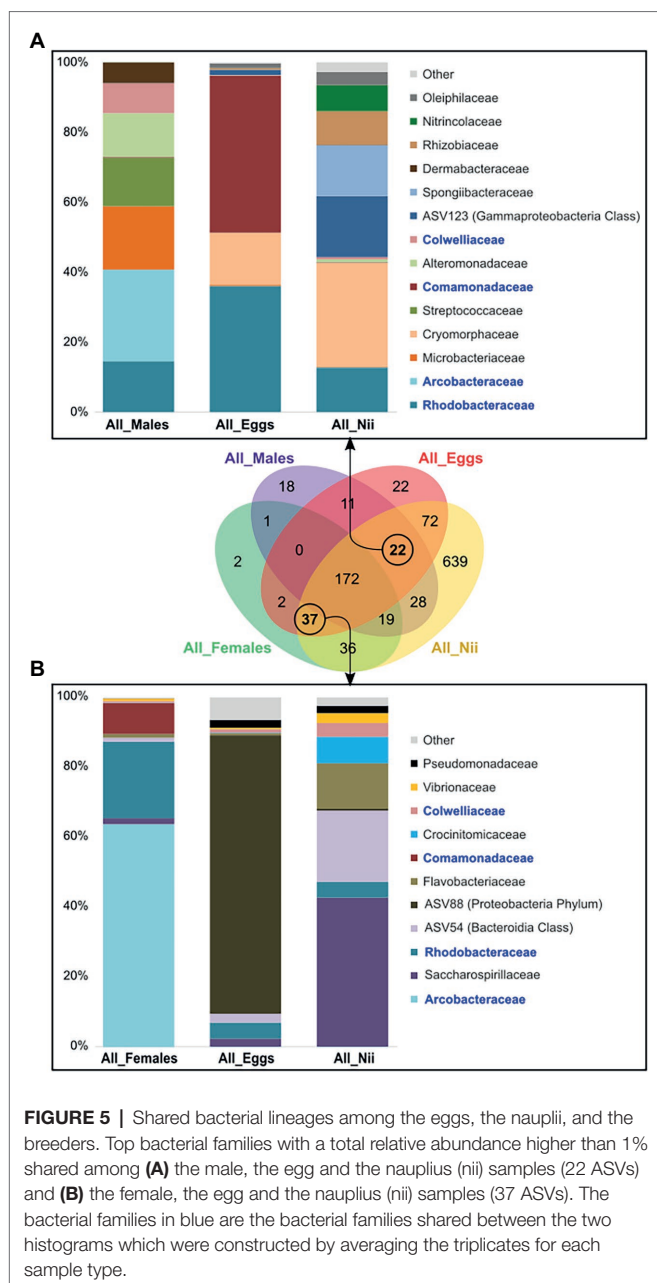 A
100%
80%
60%
40%
20%
0%
All_Males
All_Eggs
All_Nii
Other
Oleiphilaceae
Nitrincolaceae
Rhizobiaceae
Dermabacteraceae
Spongiibacteraceae
ASV123 (Gammaproteobacteria Class)
Colwelliaceae
Alteromonadaceae
Comamonadaceae
Streptococcaceae
Cryomorphaceae
Microbacteriaceae
Arcobacteraceae
Rhodobacteraceae
All_Males
All_Eggs
18
11
22
1
72
2
0
22
639
172
2
37
19
28
All_Females
36
All_Nii
B
100%
80%
60%
40%
20%
0%
All_Females
All_Eggs
All_Nii
Other
Pseudomonadaceae
Vibrionaceae
Colwelliaceae
Crocinitomicaceae
Comamonadaceae
Flavobacteriaceae
ASV88 (Proteobacteria Phylum)
ASV54 (Bacteroidia Class)
Rhodobacteraceae
Saccharospirillaceae
Arcobacteraceae
FIGURE 5 | Shared bacterial lineages among the eggs, the nauplii, and the
breeders. Top bacterial families with a total relative abundance higher than 1%
shared among (A) the male, the egg and the nauplius (nii) samples (22 ASVs)
and (B) the female, the egg and the nauplius (nii) samples (37 ASVs). The
bacterial families in blue are the bacterial families shared between the two
histograms which were constructed by averaging the triplicates for each
sample type.